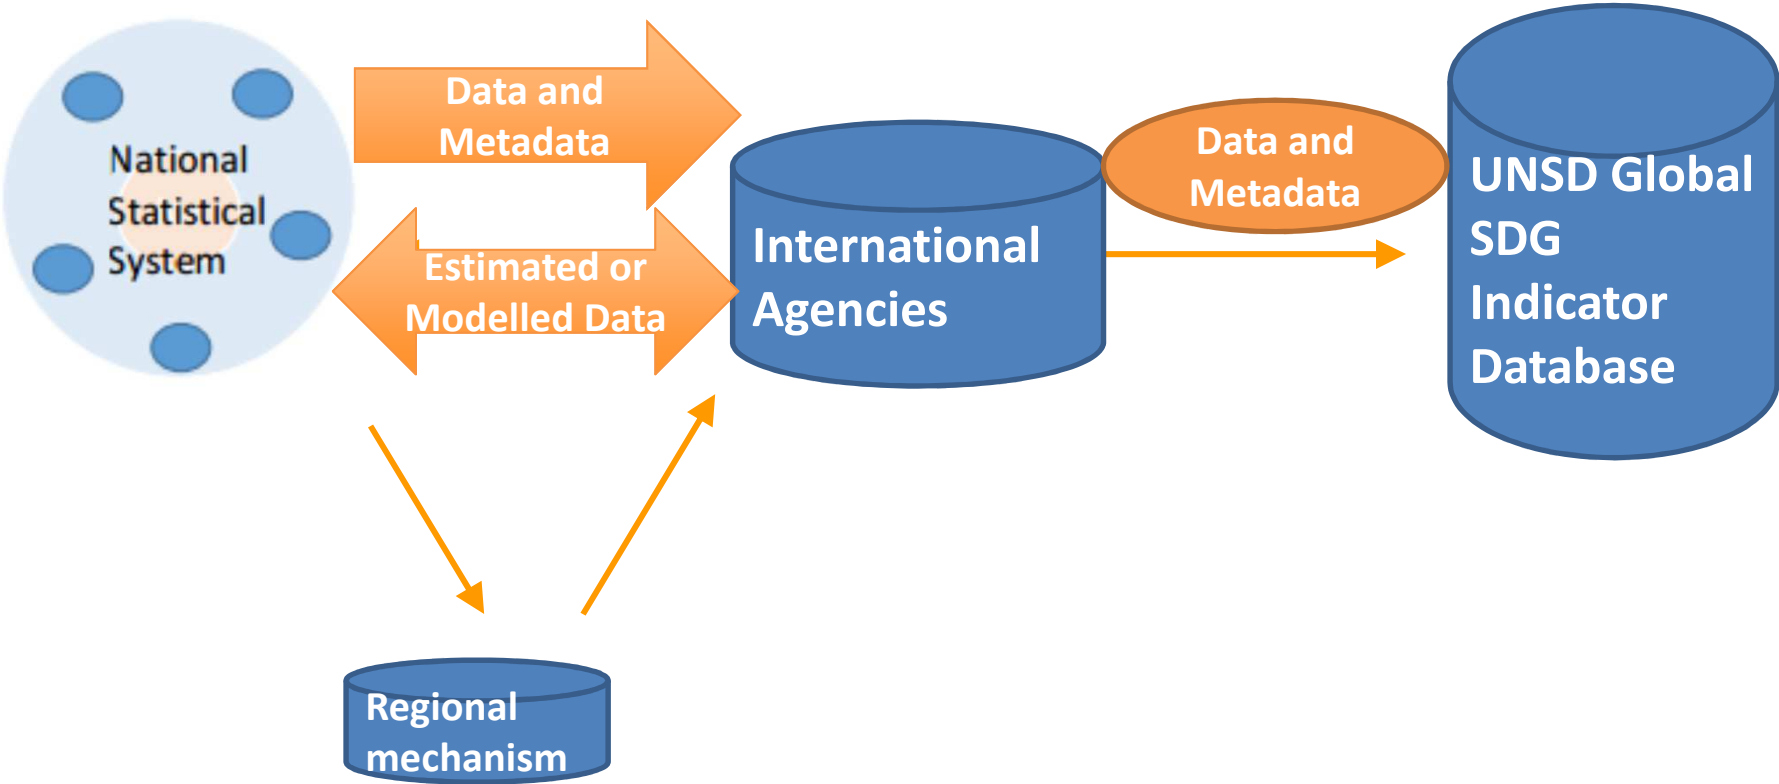 National
Statistical
System
Data and
Metadata
Estimated or
Modelled Data
International
Agencies
Data and
Metadata
UNSD Global
SDG
Indicator
Database
Regional
mechanism